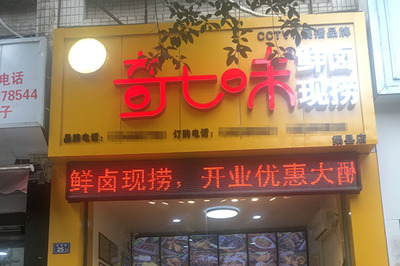 CCTV
奇七味
鲜卤
现捞
品牌电话:
订购电话:
鲜卤现捞，开业优惠大酬
电话
78544
子